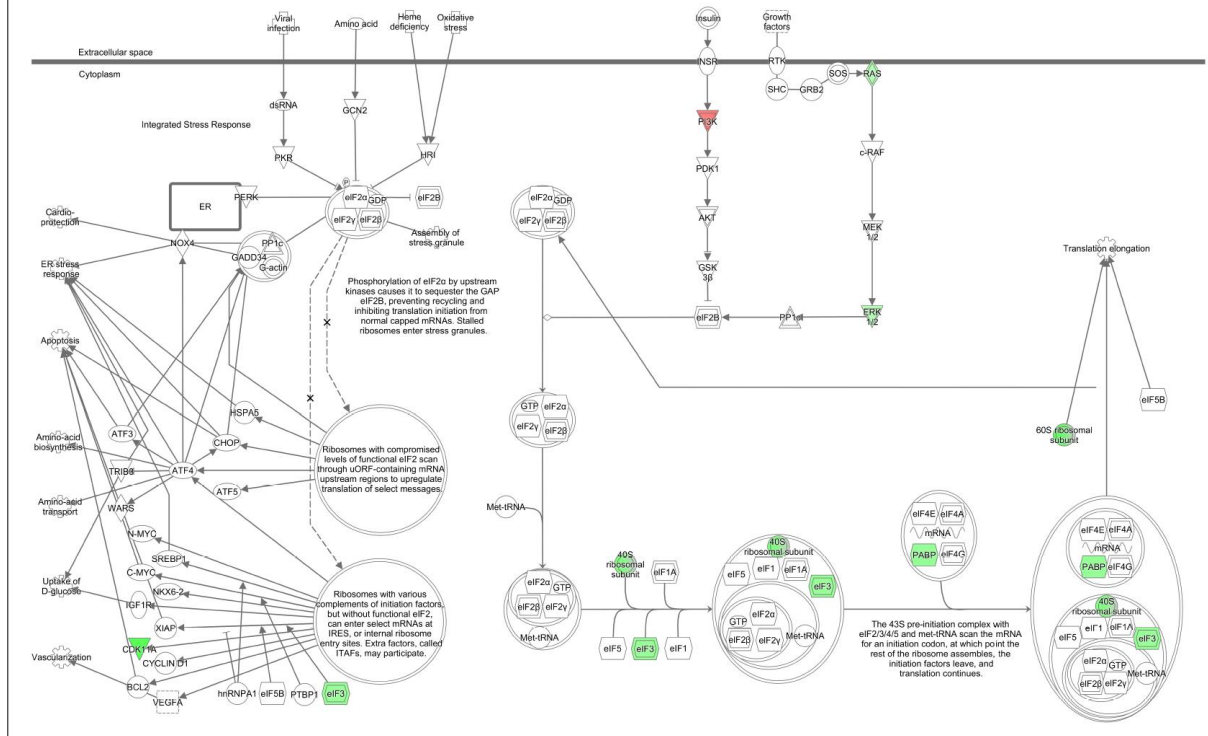 Viral
infection
Amino acid
Heme
deficiency
Oxidative
stress
Insulin
Growth
factors
Extracellular space
Cytoplasm
INSR
RTK
SHC
GRB2
SOS
RAS
dsRNA
GCN2
Integrated Stress Response
PKR
HRI
PI3K
c-RAF
PDK1
PERK
ER
P
eIF2α
GDP
eIF2γ
eIF2β
eIF2B
eIF2α
GDP
eIF2γ
eIF2β
AKT
MEK
1/2
Cardio-
protection
NOX4
PP1c
GADD34
G-actin
Assembly of
stress granule
Translation elongation
ER stress
response
GSK
3β
Phosphorylation of eIF2α by upstream
kinases causes it to sequester the GAP
eIF2B, preventing recycling and
inhibiting translation initiation from
normal capped mRNAs. Stalled
ribosomes enter stress granules.
eIF2B
PP1c
ERK
1/2
Apoptosis
HSPA5
GTP
eIF2α
eIF2γ
eIF2β
eIF5B
60S ribosomal
subunit
ATF3
CHOP
Amino-acid
biosynthesis
TRIB3
ATF4
ATF5
Ribosomes with compromised
levels of functional eIF2 scan
through uORF-containing mRNA
upstream regions to upregulate
translation of select messages.
Amino-acid
transport
WARS
Met-tRNA
eIF4E
eIF4A
mRNA
PABP
eIF4G
eIF4E
eIF4A
mRNA
PABP
eIF4G
N-MYC
SREBP1
C-MYC
NKX6-2
Uptake of
D-glucose
IGF1R
XIAP
CDK11A
CYCLIN D1
Vascularization
BCL2
VEGFA
Ribosomes with various
complements of initiation factors,
but without functional eIF2,
can enter select mRNAs at
IRES, or internal ribosome
entry sites. Extra factors, called
ITAFs, may participate.
hnRNPA1
eIF5B
PTBP1
eIF3
eIF2α
GTP
eIF2β
eIF2γ
Met-tRNA
40S
ribosomal
subunit
eIF1A
eIF5
eIF3
eIF1
40S
ribosomal subunit
eIF5
eIF1
eIF1A
eIF3
eIF2α
GTP
eIF2β
eIF2γ
Met-tRNA
The 43S pre-initiation complex with
eIF2/3/4/5 and met-tRNA scan the mRNA
for an initiation codon, at which point the
rest of the ribosome assembles, the
initiation factors leave, and
translation continues.
40S
ribosomal subunit
eIF5
eIF1
eIF1A
eIF3
eIF2α
GTP
eIF2β
eIF2γ
Met-tRNA